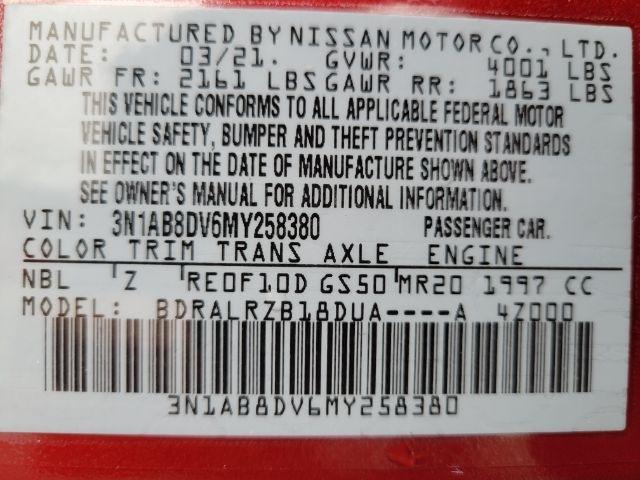 MANUFACTURED BY NISSAN MOTOR CO., LTD.
DATE: 03/21. GVWR: 4001 LBS
GAWR FR: 2161 LBS GAWR RR: 1863 LBS
THIS VEHICLE CONFORMS TO ALL APPLICABLE FEDERAL MOTOR
VEHICLE SAFETY, BUMPER AND THEFT PREVENTION STANDARDS
IN EFFECT ON THE DATE OF MANUFACTURE SHOWN ABOVE.
SEE OWNER'S MANUAL FOR ADDITIONAL INFORMATION.
VIN: 3N1AB8DV6MY258380 PASSENGER CAR.
COLOR TRIM TRANS AXLE ENGINE
NBL Z RE0F10D GS50 MR20 1997 CC
MODEL: BDRALRZB18DUA----A 4Z000
3N1AB8DV6MY258380